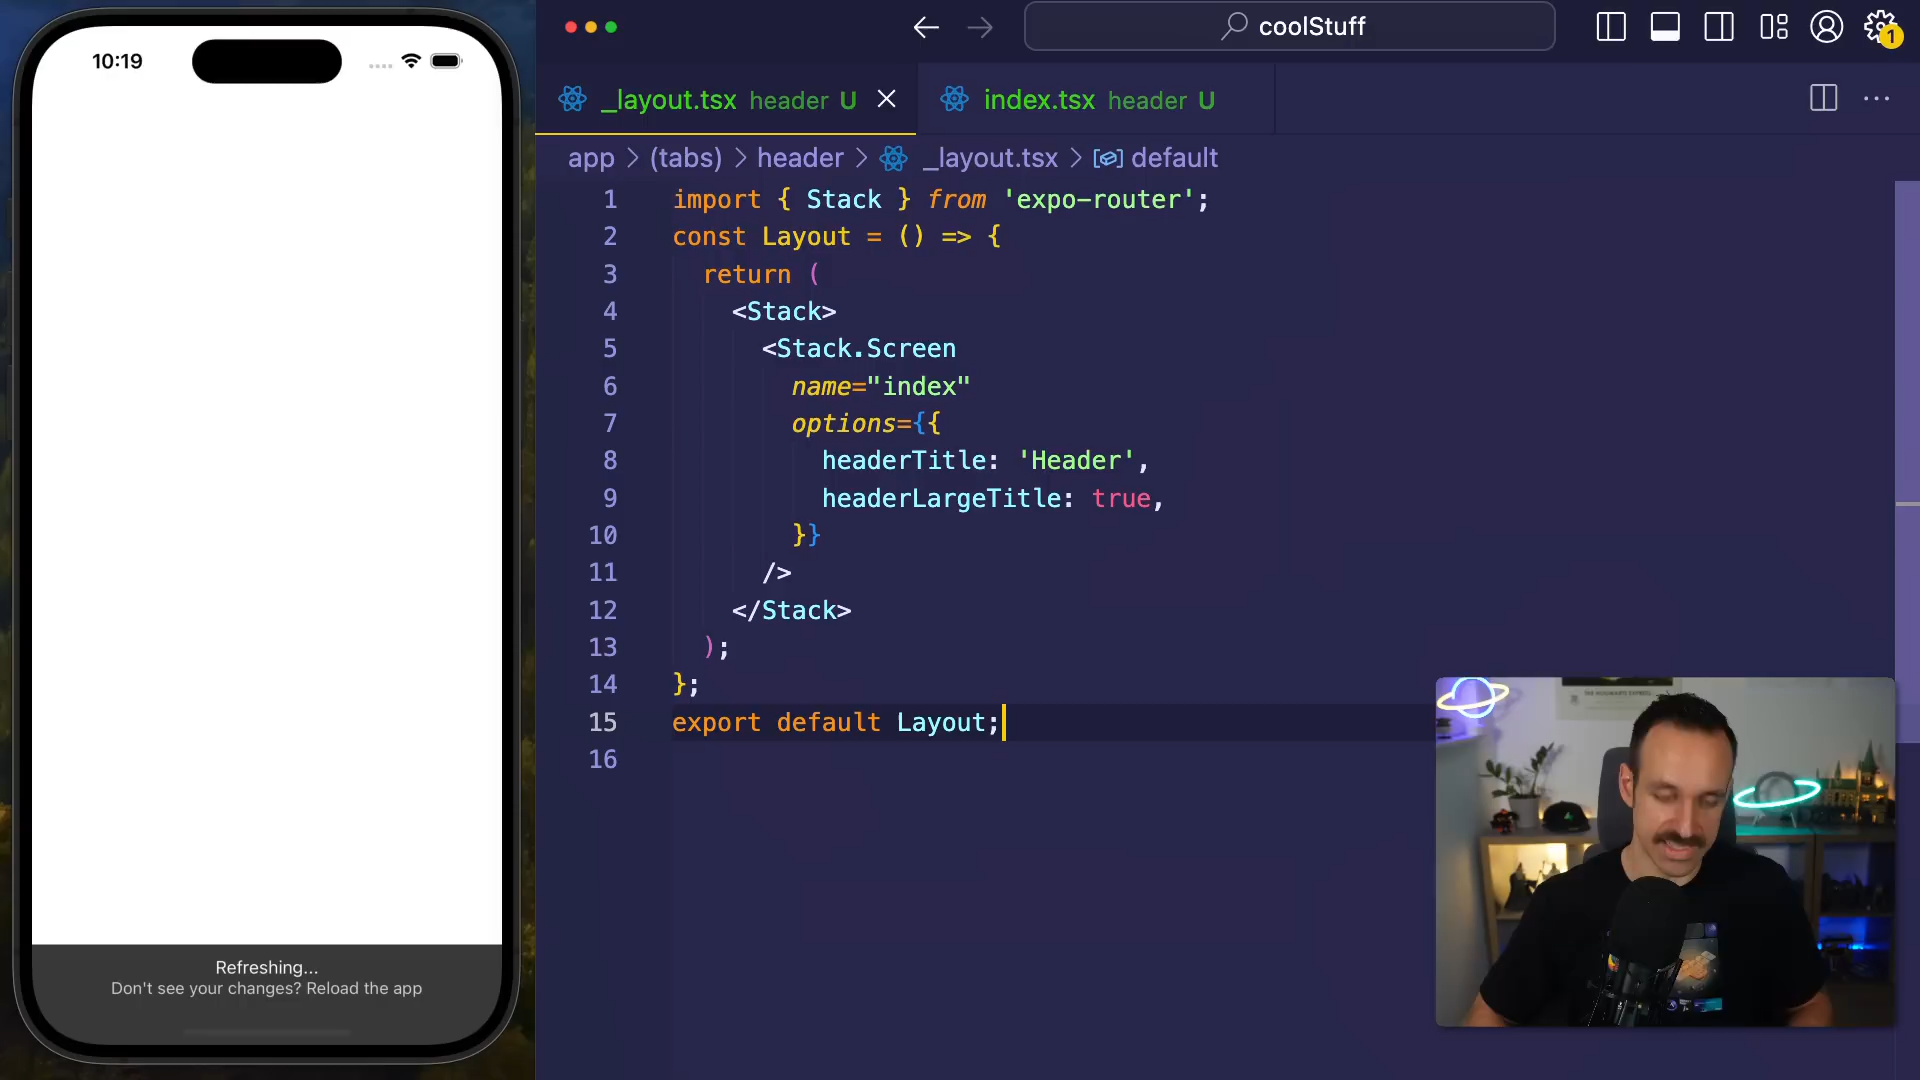 10:19
Refreshing...
Don't see your changes? Reload the app
coolStuff
1
_layout.tsx header U
index.tsx header U
app > (tabs) > header > _layout.tsx > default
1 import { Stack } from 'expo-router';
2 const Layout = () => {
3 return (
4 <Stack>
5 <Stack.Screen
6 name="index"
7 options={{
8 headerTitle: 'Header',
9 headerLargeTitle: true,
10 }}
11 />
12 </Stack>
13 );
14 };
15 export default Layout;
16